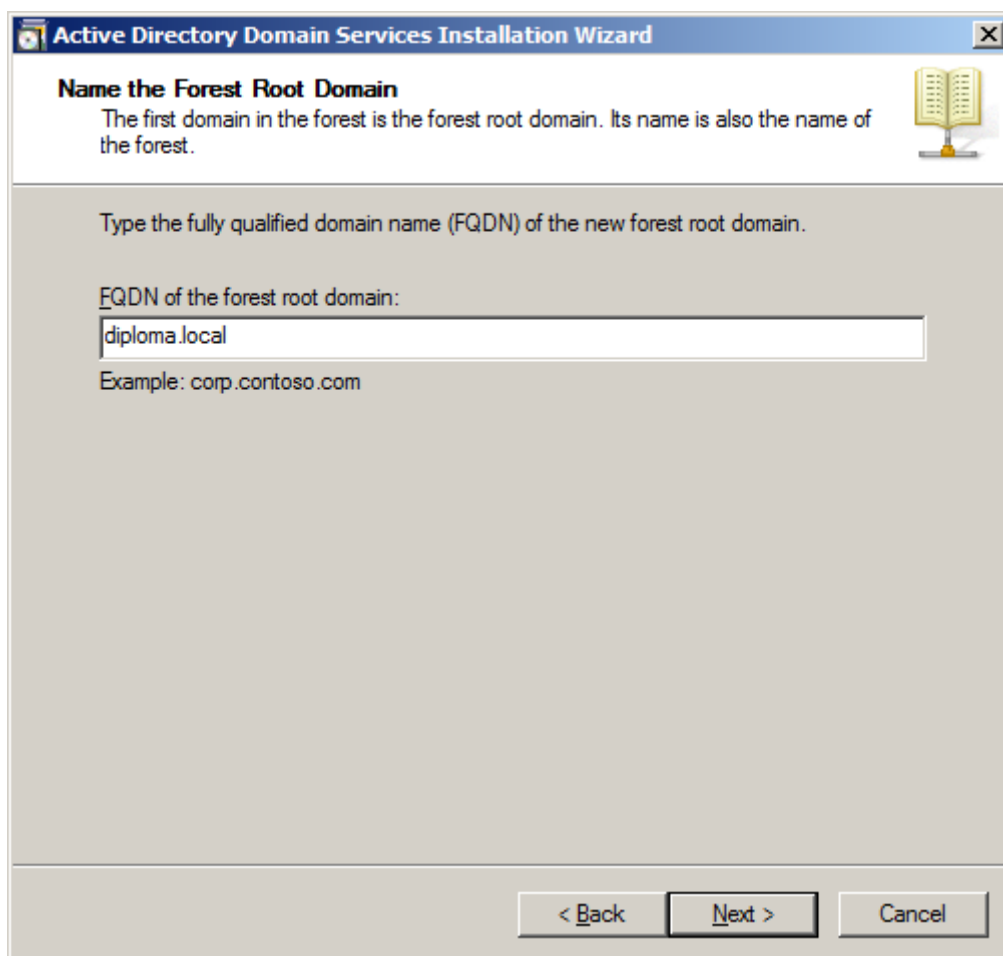 Active Directory Domain Services Installation Wizard
Name the Forest Root Domain
The first domain in the forest is the forest root domain. Its name is also the name of
the forest.
Type the fully qualified domain name (FQDN) of the new forest root domain.
FQDN of the forest root domain:
diploma.local
Example: corp.contoso.com
< Back
Next >
Cancel